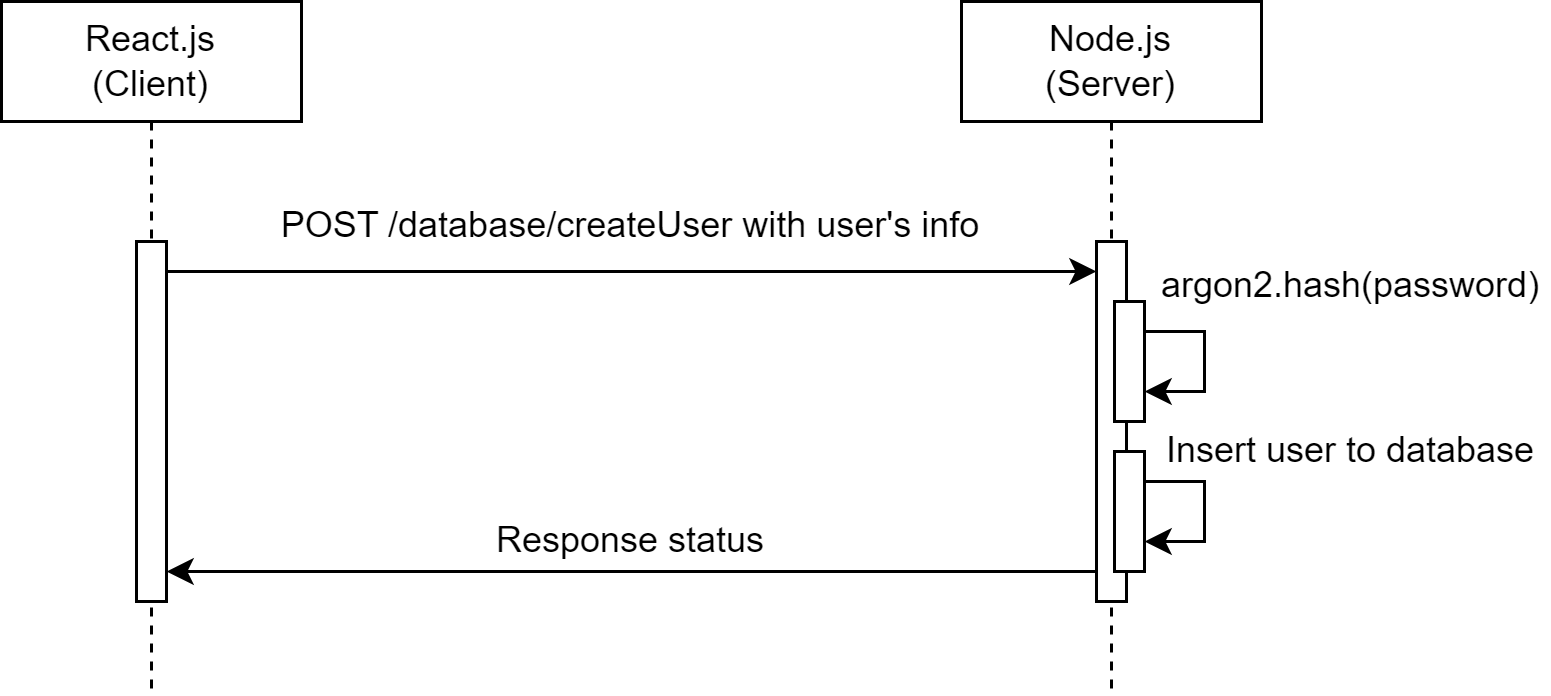 React.js
(Client)
Node.js
(Server)
POST /database/createUser with user's info
argon2.hash(password)
Insert user to database
Response status